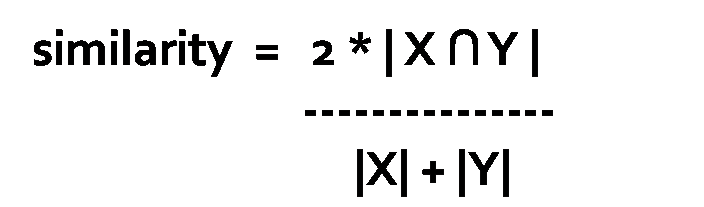 similarity = 2 * | X ∩ Y |
---------------
|X| + |Y|